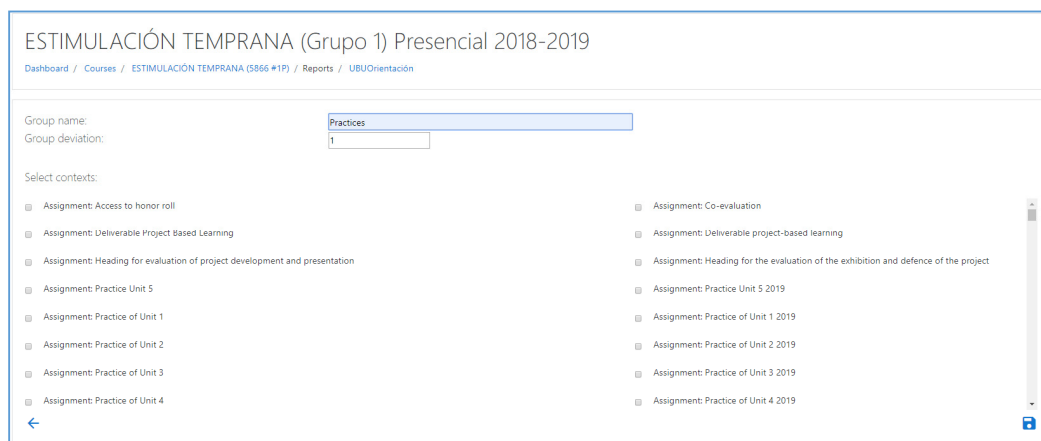 ESTIMULACIÓN TEMPRANA (Grupo 1) Presencial 2018-2019
Dashboard / Courses / ESTIMULACIÓN TEMPRANA (5866 #1P) / Reports / UBUOrientación
Group name: Practices
Group deviation: 1
Select contexts:
Assignment: Access to honor roll Assignment: Co-evaluation
Assignment: Deliverable Project Based Learning Assignment: Deliverable project-based learning
Assignment: Heading for evaluation of project development and presentation Assignment: Heading for the evaluation of the exhibition and defence of the project
Assignment: Practice Unit 5 Assignment: Practice Unit 5 2019
Assignment: Practice of Unit 1 Assignment: Practice of Unit 1 2019
Assignment: Practice of Unit 2 Assignment: Practice of Unit 2 2019
Assignment: Practice of Unit 3 Assignment: Practice of Unit 3 2019
Assignment: Practice of Unit 4 Assignment: Practice of Unit 4 2019